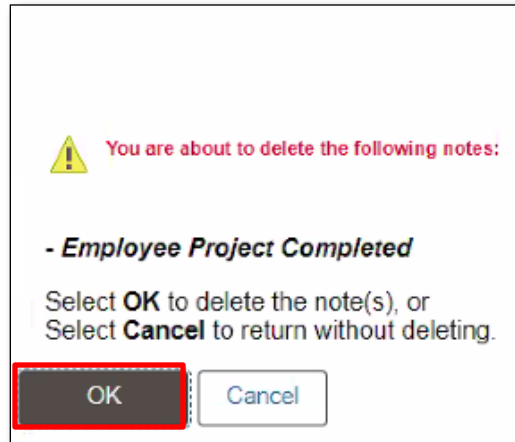 You are about to delete the following notes:
- Employee Project Completed
Select OK to delete the note(s), or
Select Cancel to return without deleting.
OK
Cancel